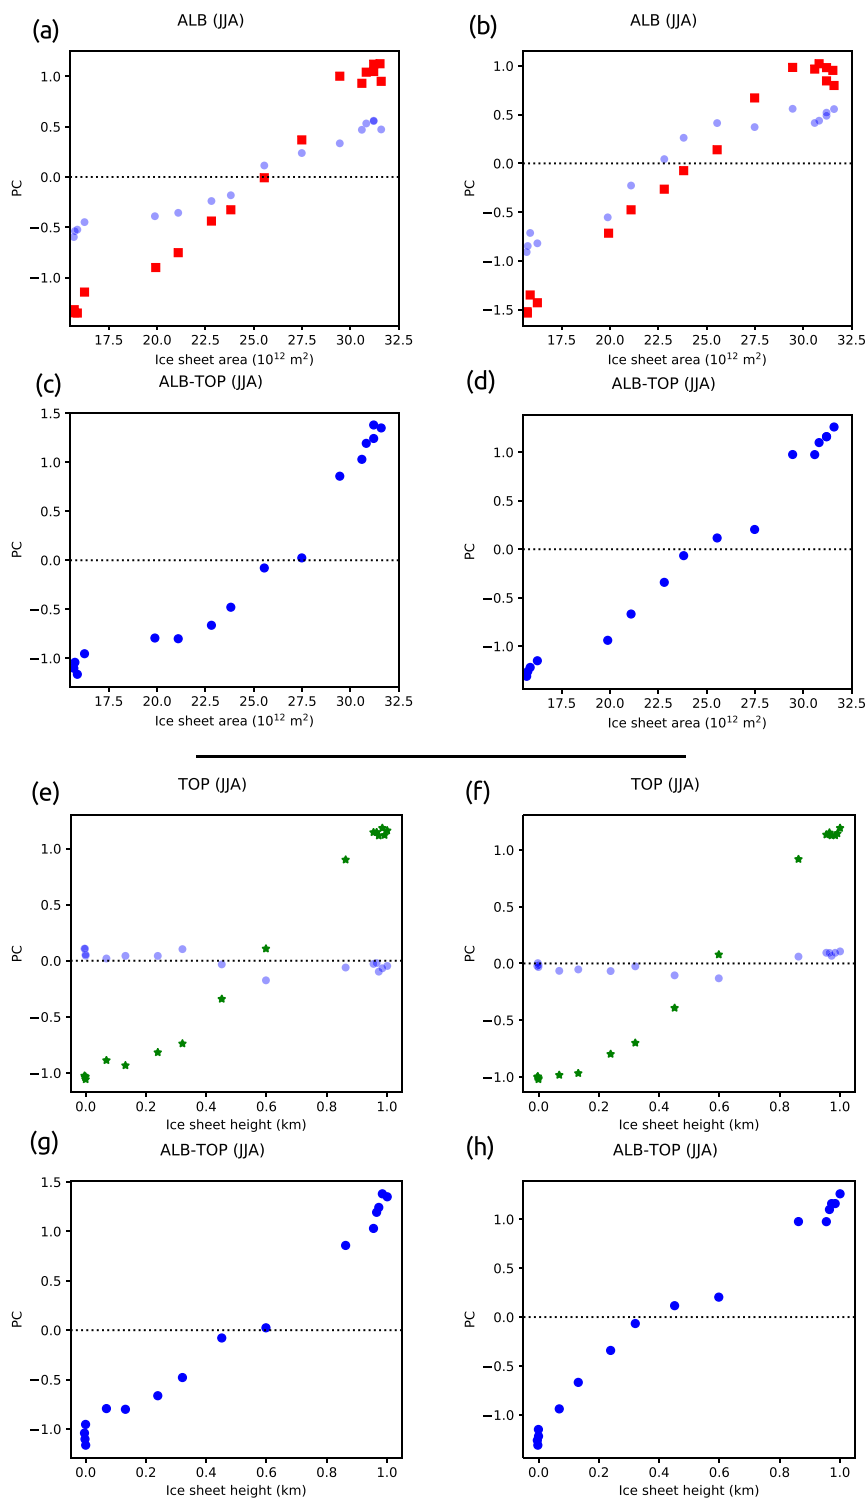 (a)
ALB (JJA)
1.0
0.5
0.0
−0.5
−1.0
PC
17.5 20.0 22.5 25.0 27.5 30.0 32.5
Ice sheet area (10¹² m²)
(b)
ALB (JJA)
1.0
0.5
0.0
−0.5
−1.0
−1.5
PC
17.5 20.0 22.5 25.0 27.5 30.0 32.5
Ice sheet area (10¹² m²)
(c)
ALB-TOP (JJA)
1.5
1.0
0.5
0.0
−0.5
−1.0
PC
17.5 20.0 22.5 25.0 27.5 30.0 32.5
Ice sheet area (10¹² m²)
(d)
ALB-TOP (JJA)
1.0
0.5
0.0
−0.5
−1.0
PC
17.5 20.0 22.5 25.0 27.5 30.0 32.5
Ice sheet area (10¹² m²)
(e)
TOP (JJA)
1.0
0.5
0.0
−0.5
−1.0
PC
0.0 0.2 0.4 0.6 0.8 1.0
Ice sheet height (km)
(f)
TOP (JJA)
1.0
0.5
0.0
−0.5
−1.0
PC
0.0 0.2 0.4 0.6 0.8 1.0
Ice sheet height (km)
(g)
ALB-TOP (JJA)
1.5
1.0
0.5
0.0
−0.5
−1.0
PC
0.0 0.2 0.4 0.6 0.8 1.0
Ice sheet height (km)
(h)
ALB-TOP (JJA)
1.0
0.5
0.0
−0.5
−1.0
PC
0.0 0.2 0.4 0.6 0.8 1.0
Ice sheet height (km)